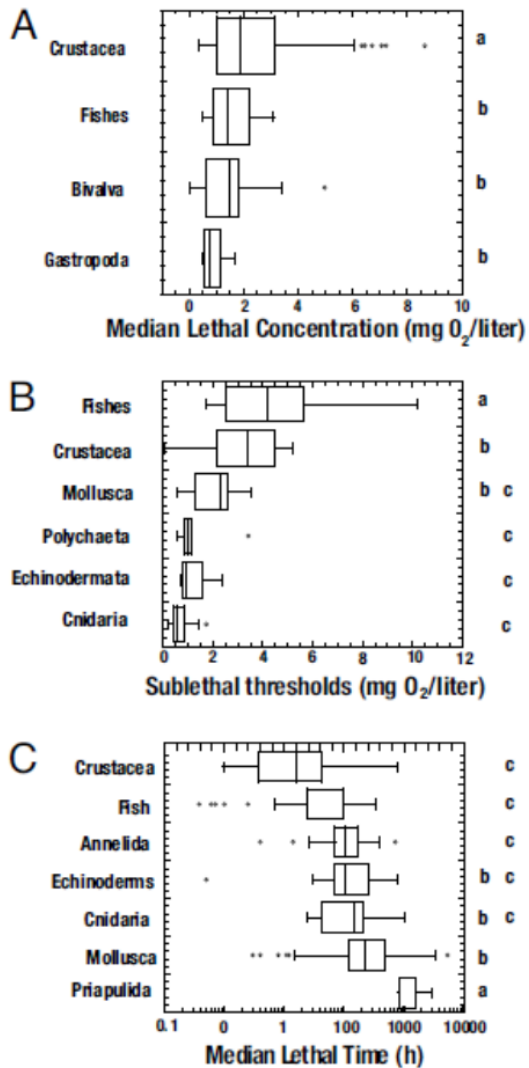 A
Crustacea a
Fishes b
Bivalva b
Gastropoda b
0 2 4 6 8 10
Median Lethal Concentration (mg O₂/liter)
B
Fishes a
Crustacea b
Mollusca b c
Polychaeta c
Echinodermata c
Cnidaria c
0 2 4 6 8 10 12
Sublethal thresholds (mg O₂/liter)
C
Crustacea c
Fish c
Annelida c
Echinoderms b c
Cnidaria b c
Mollusca b
Priapulida a
0.1 0 1 100 1000 10000
Median Lethal Time (h)